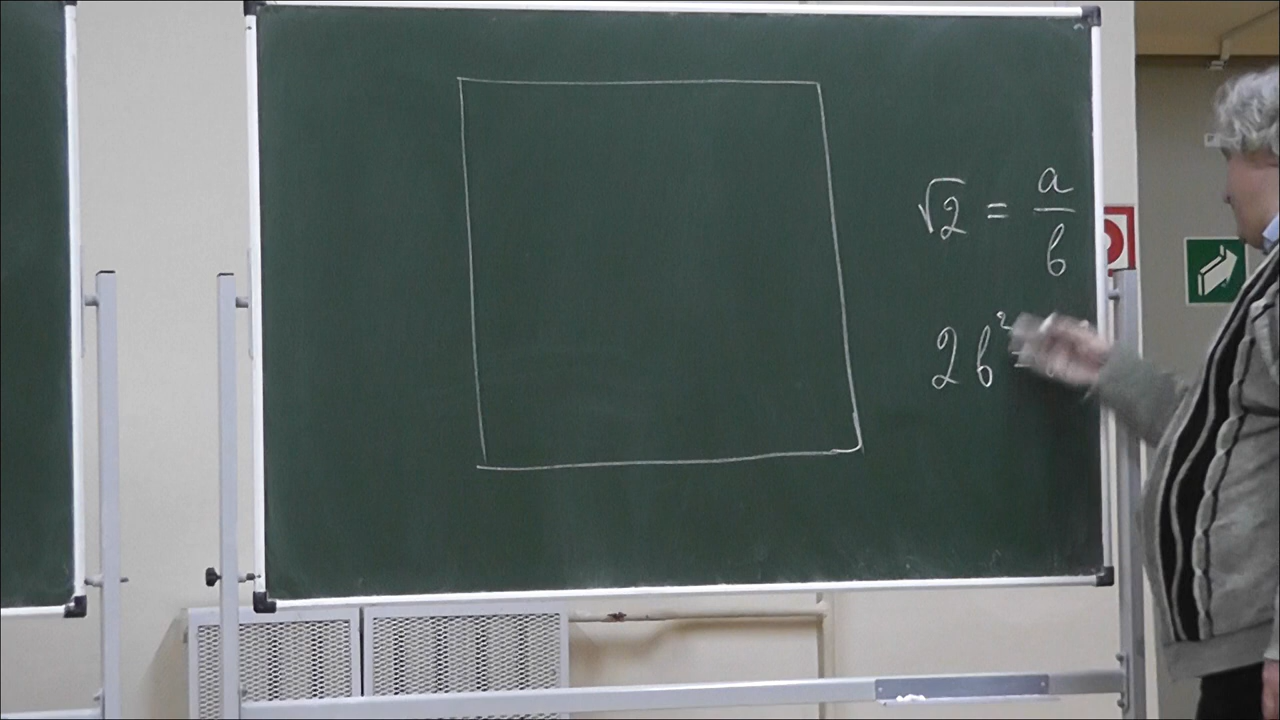 √2 = a/b
2b² =